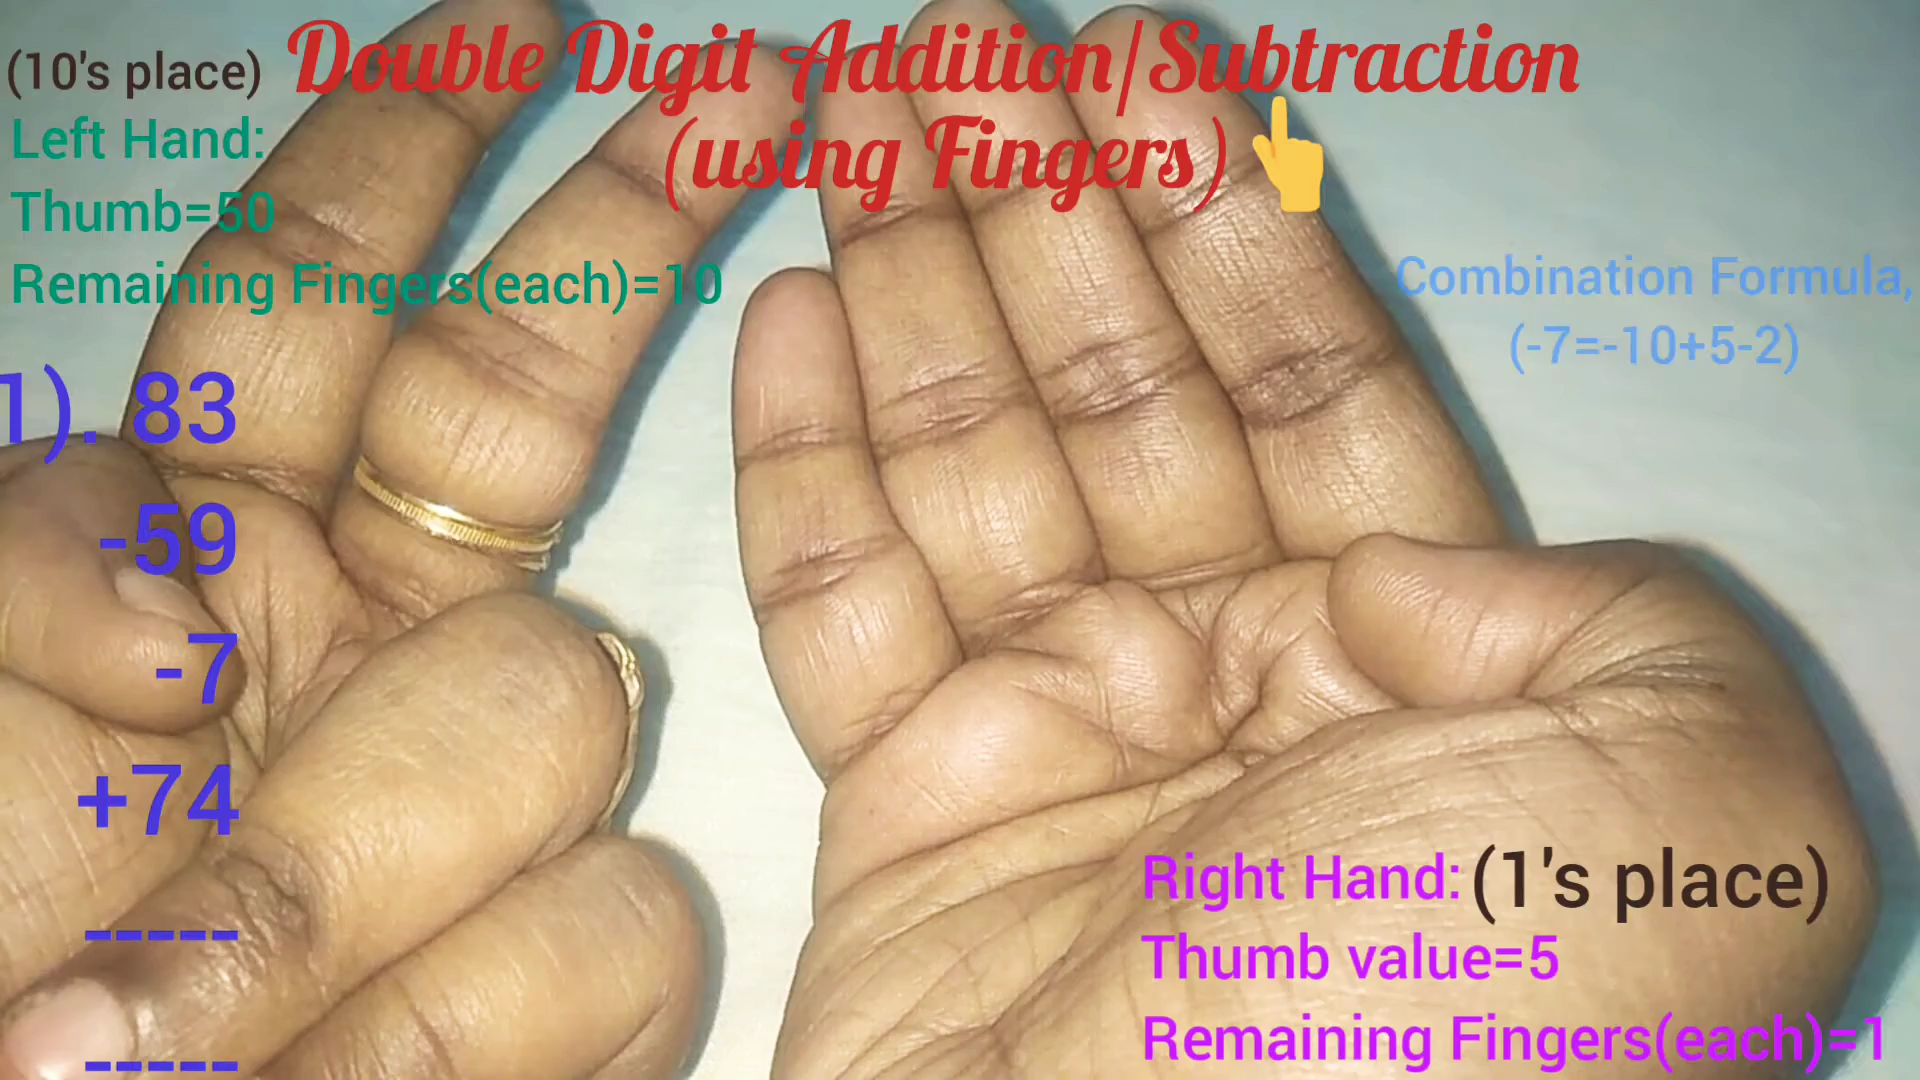 Double Digit Addition/Subtraction
(using Fingers)👆
(10's place)
Left Hand:
Thumb=50
Remaining Fingers(each)=10
Combination Formula,
(-7=-10+5-2)
1). 83
-59
-7
+74
-----
-----
Right Hand: (1's place)
Thumb value=5
Remaining Fingers(each)=1